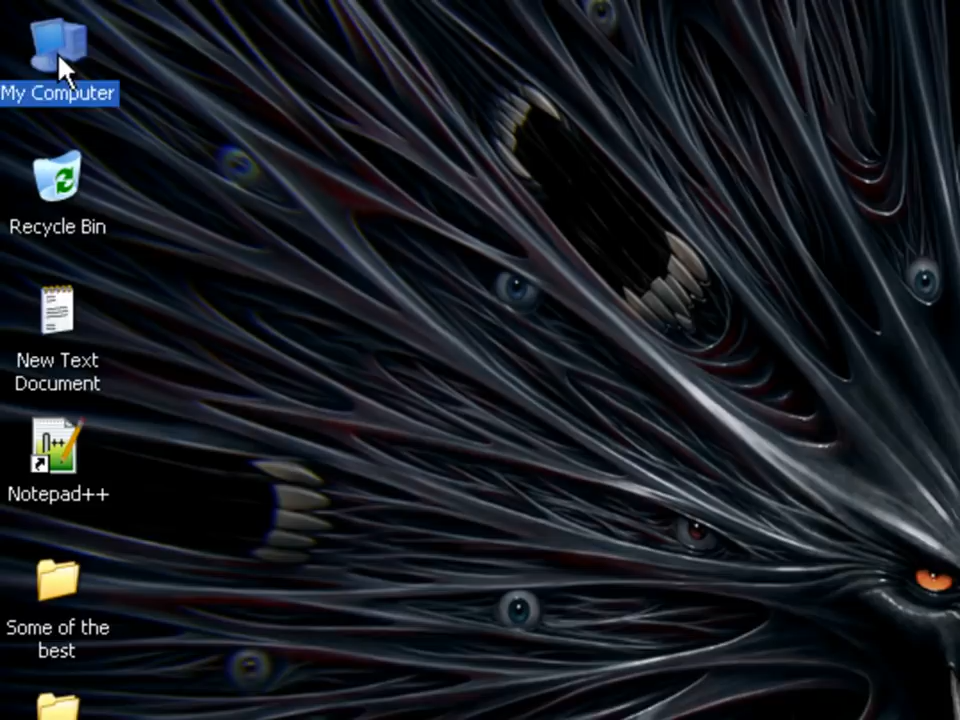 My Computer
Recycle Bin
New Text
Document
Notepad++
Some of the
best